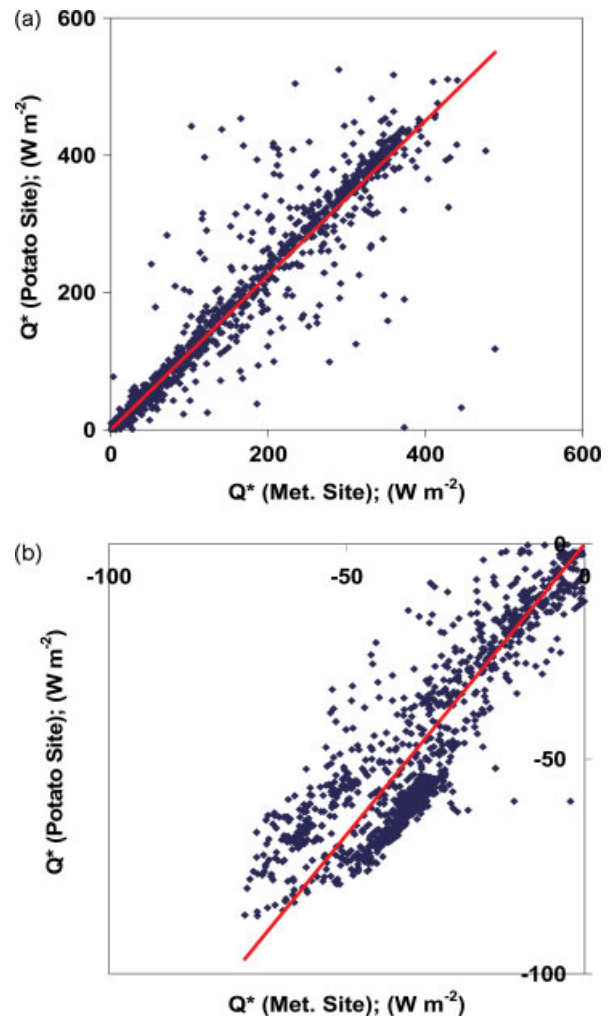 (a)
600
Q* (Potato Site); (W m⁻²)
400
200
0
0 200 400 600
Q* (Met. Site); (W m⁻²)
(b)
-100 -50 0
0
Q* (Potato Site); (W m⁻²)
-50
-100
Q* (Met. Site); (W m⁻²)